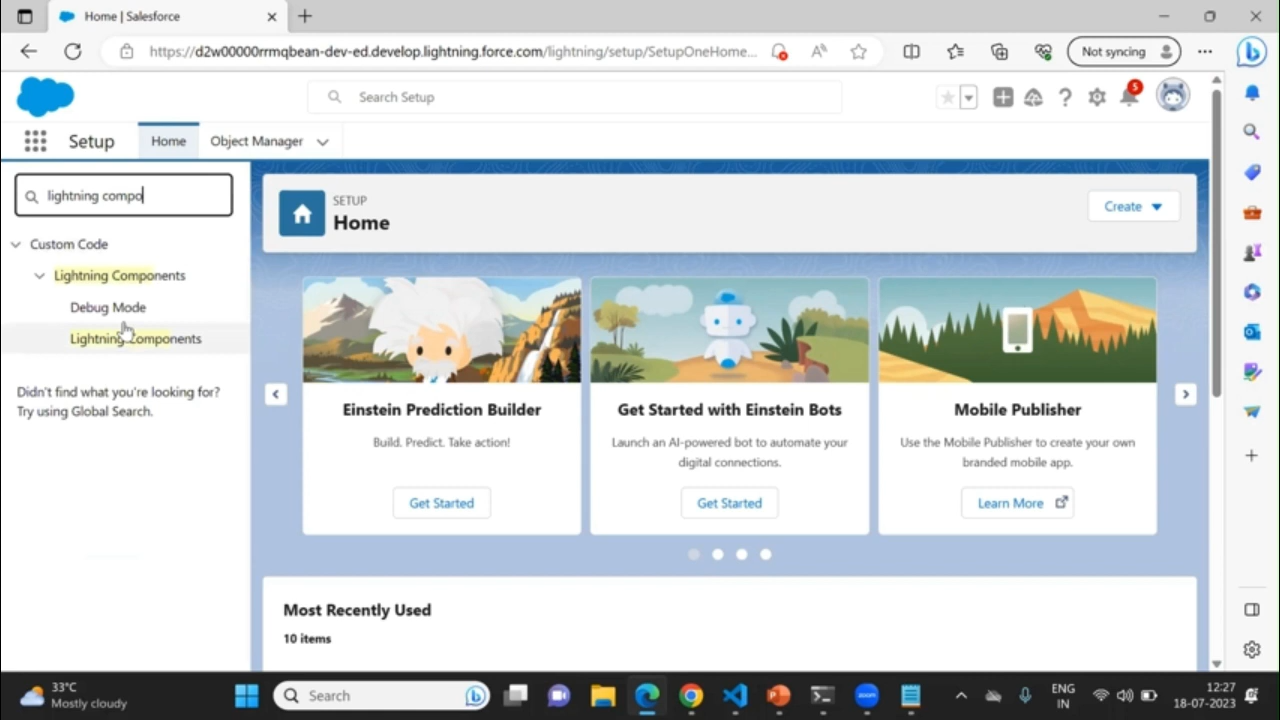 Home | Salesforce
https://d2w00000rrmqbean-dev-ed.develop.lightning.force.com/lightning/setup/SetupOneHome...
Not syncing
Search Setup
5
Setup
Home
Object Manager
lightning compo
SETUP
Home
Create
Custom Code
Lightning Components
Debug Mode
Lightning Components
Didn't find what you're looking for?
Try using Global Search.
Einstein Prediction Builder
Build. Predict. Take action!
Get Started
Get Started with Einstein Bots
Launch an AI-powered bot to automate your
digital connections.
Get Started
Mobile Publisher
Use the Mobile Publisher to create your own
branded mobile app.
Learn More
Most Recently Used
10 items
33°C
Mostly cloudy
Search
zoom
ENG
IN
12:27
18-07-2023